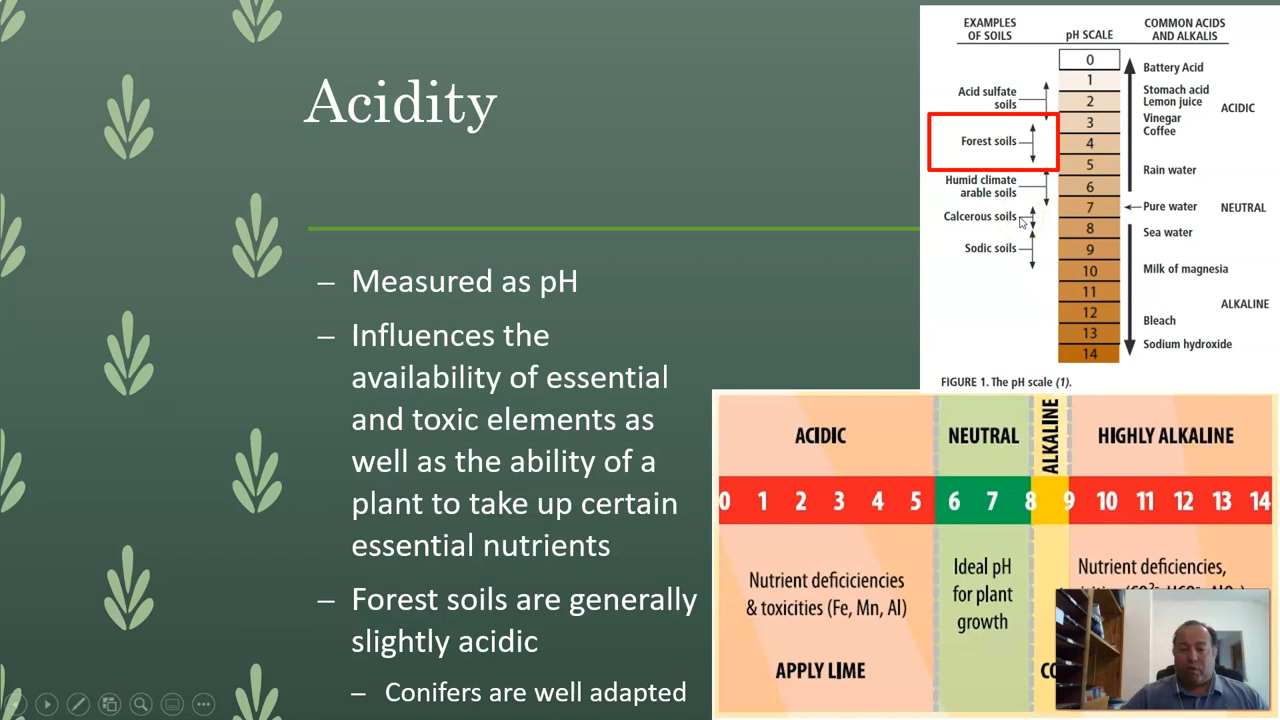 Acidity
– Measured as pH
– Influences the
availability of essential
and toxic elements as
well as the ability of a
plant to take up certain
essential nutrients
– Forest soils are generally
slightly acidic
– Conifers are well adapted
EXAMPLES
OF SOILS
pH SCALE
COMMON ACIDS
AND ALKALIS
Acid sulfate
soils
Forest soils
Humid climate
arable soils
Calcerous soils
Sodic soils
0
1
2
3
4
5
6
7
8
9
10
11
12
13
14
Battery Acid
Stomach acid
Lemon juice
Vinegar
Coffee
Rain water
Pure water
Sea water
Milk of magnesia
Bleach
Sodium hydroxide
ACIDIC
NEUTRAL
ALKALINE
FIGURE 1. The pH scale (1).
ACIDIC
NEUTRAL
ALKALINE
HIGHLY ALKALINE
0 1 2 3 4 5 6 7 8 9 10 11 12 13 14
Nutrient deficiciencies
& toxicities (Fe, Mn, Al)
APPLY LIME
Ideal pH
for plant
growth
Nutrient deficiencies,